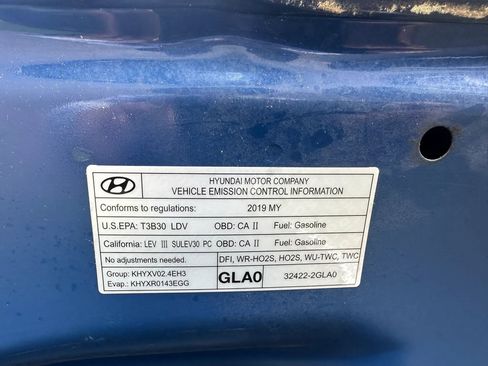 HYUNDAI MOTOR COMPANY
VEHICLE EMISSION CONTROL INFORMATION
Conforms to regulations: 2019 MY
U.S.EPA: T3B30 LDV OBD: CA II Fuel: Gasoline
California: LEV III SULEV30 PC OBD: CA II Fuel: Gasoline
No adjustments needed. DFI, WR-HO2S, HO2S, WU-TWC, TWC
Group: KHYXV02.4EH3
Evap.: KHYXR0143EGG
GLA0 32422-2GLA0